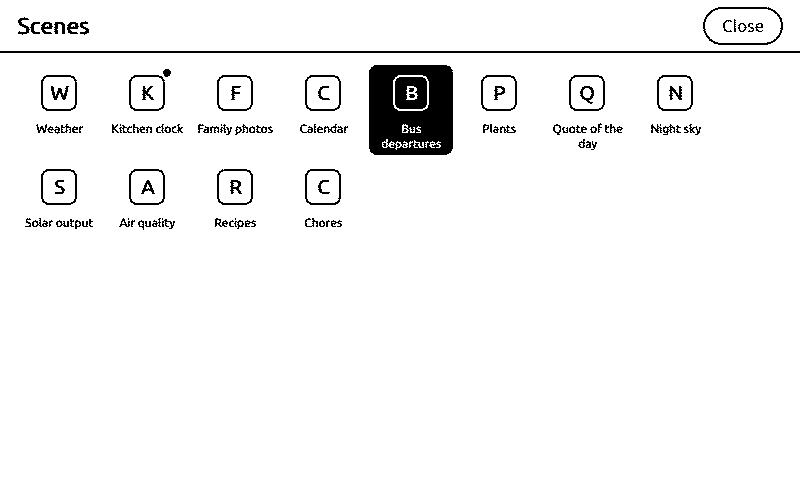 Scenes
Close
W
K
F
C
B
P
Q
N
Weather
Kitchen clock
Family photos
Calendar
Bus
departures
Plants
Quote of the
day
Night sky
S
A
R
C
Solar output
Air quality
Recipes
Chores